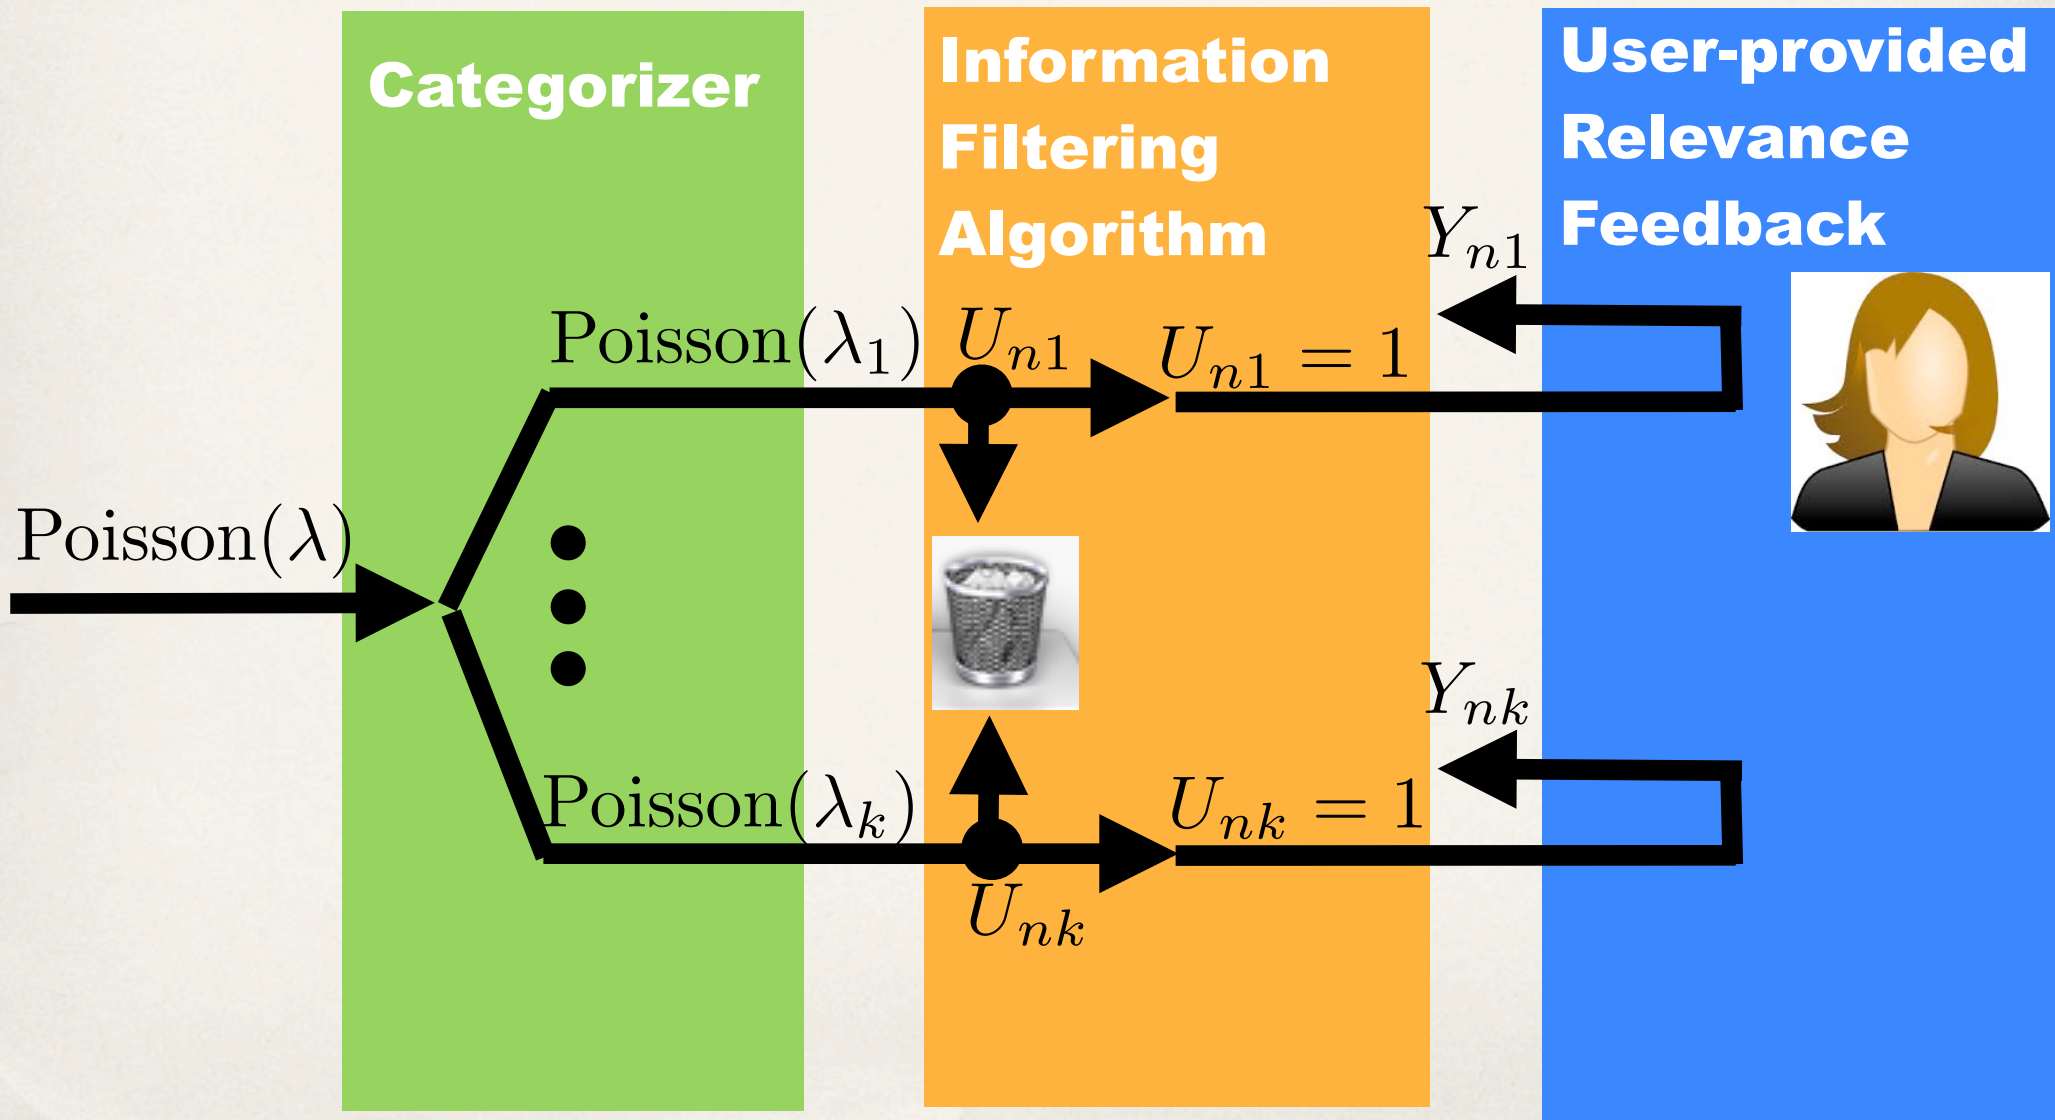 Categorizer
Information
Filtering
Algorithm
User-provided
Relevance
Feedback
Y_{n1}
Poisson(λ_1)
U_{n1}
U_{n1} = 1
Poisson(λ)
Y_{nk}
Poisson(λ_k)
U_{nk} = 1
U_{nk}